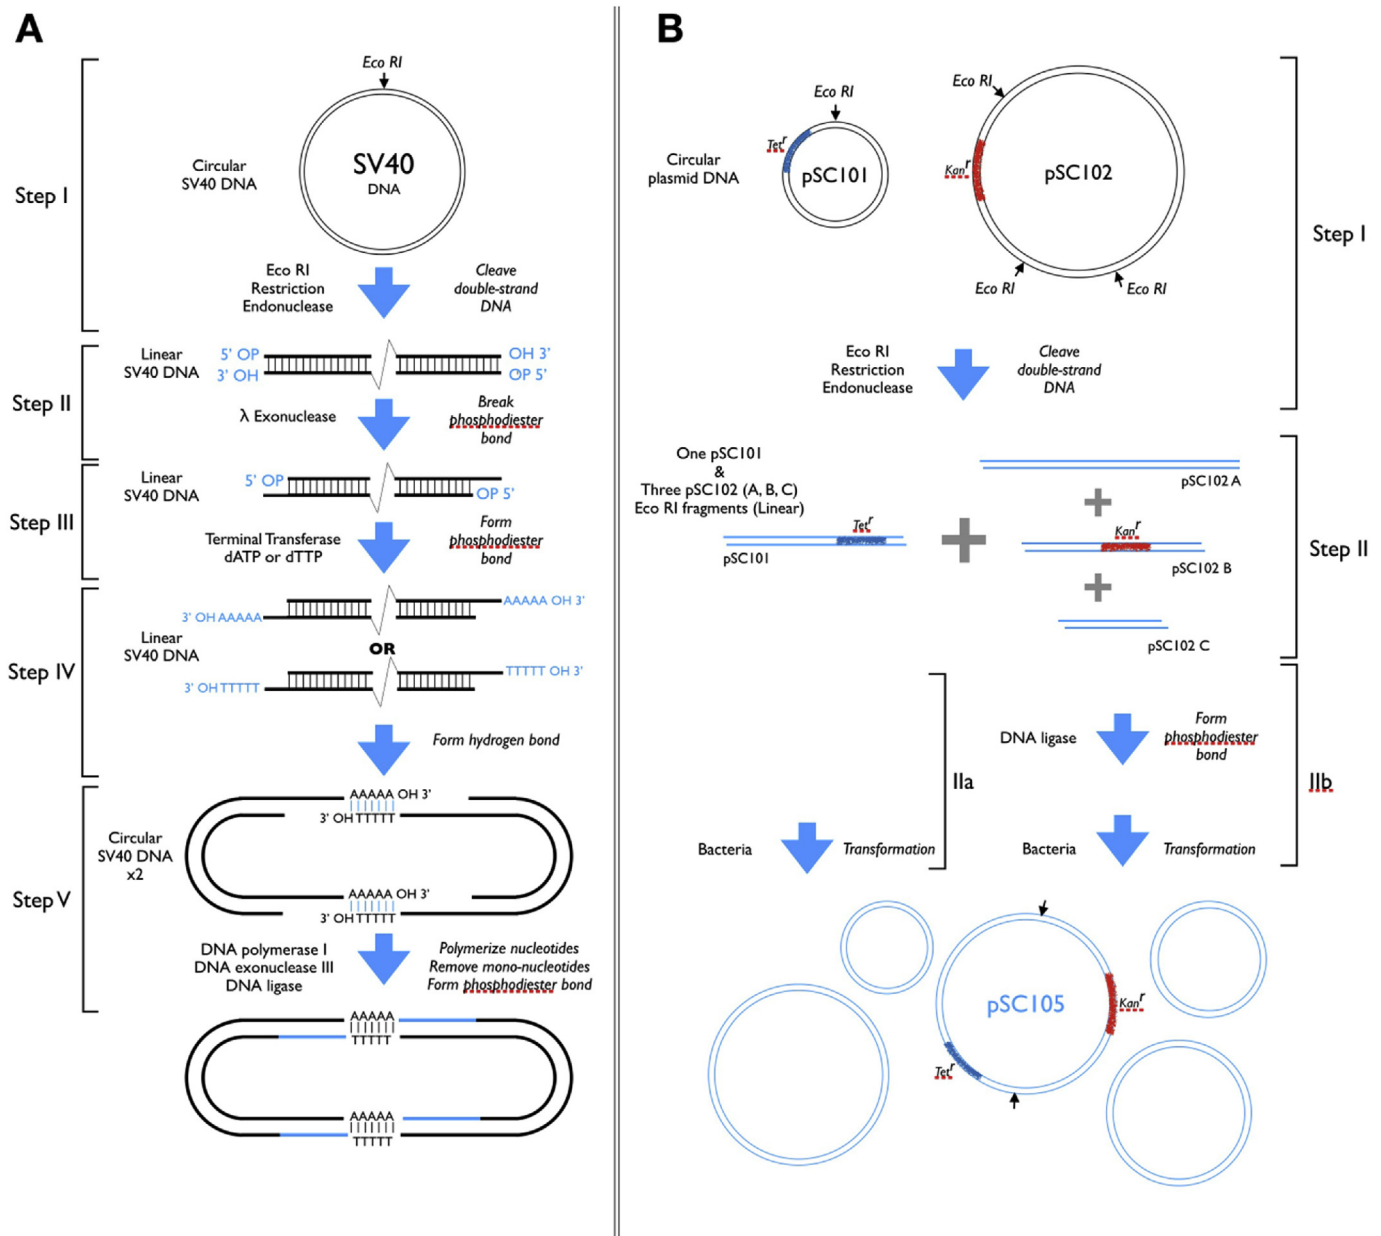 A
Eco RI
Step I
Circular
SV40 DNA
SV40
DNA
Eco RI
Restriction
Endonuclease
Cleave
double-strand
DNA
Step II
Linear
SV40 DNA
5' OP
3' OH
OH 3'
OP 5'
λ Exonuclease
Break
phosphodiester
bond
Step III
Linear
SV40 DNA
5' OP
OP 5'
Terminal Transferase
dATP or dTTP
Form
phosphodiester
bond
Step IV
AAAAA OH 3'
3' OH AAAAA
Linear
SV40 DNA
OR
TTTTT OH 3'
3' OH TTTTT
Form hydrogen bond
Step V
AAAAA OH 3'
3' OH TTTTT
Circular
SV40 DNA
x2
AAAAA OH 3'
3' OH TTTTT
DNA polymerase I
DNA exonuclease III
DNA ligase
Polymerize nucleotides
Remove mono-nucleotides
Form phosphodiester bond
AAAAA
TTTTT
AAAAA
TTTTT
B
Eco RI
Eco RI
Tetr
Circular
plasmid DNA
pSC101
Kanr
pSC102
Step I
Eco RI
Eco RI
Eco RI
Restriction
Endonuclease
Cleave
double-strand
DNA
One pSC101
&
Three pSC102 (A, B, C)
Eco RI fragments (Linear)
pSC102 A
Tetr
pSC101
Kanr
pSC102 B
Step II
pSC102 C
DNA ligase
Form
phosphodiester
bond
IIa
IIb
Bacteria
Transformation
Bacteria
Transformation
pSC105
Kanr
Tetr